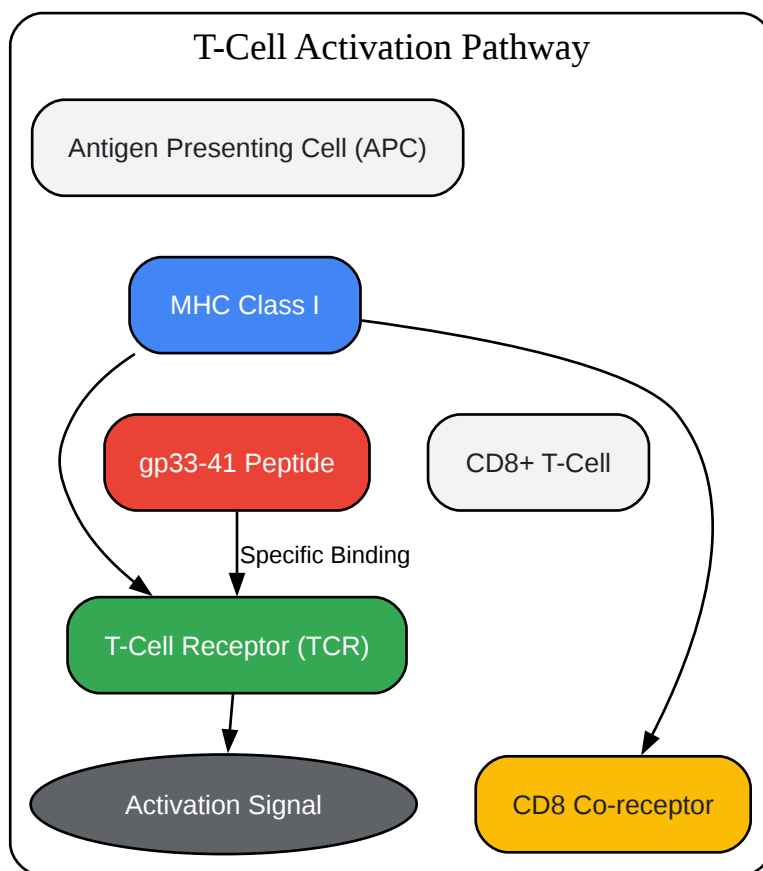 T-Cell Activation Pathway
Antigen Presenting Cell (APC)
MHC Class I
gp33-41 Peptide
CD8+ T-Cell
Specific Binding
T-Cell Receptor (TCR)
Activation Signal
CD8 Co-receptor